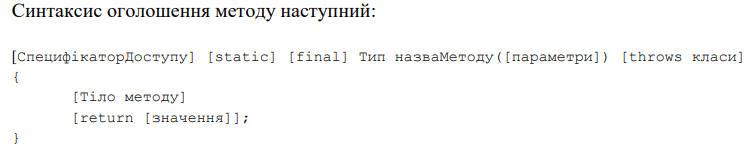 Синтаксис оголошення методу наступний:
[СпецифікаторДоступу] [static] [final] Тип назваМетоду([параметри]) [throws класи]
{
[Тіло методу]
[return [значення]];
}